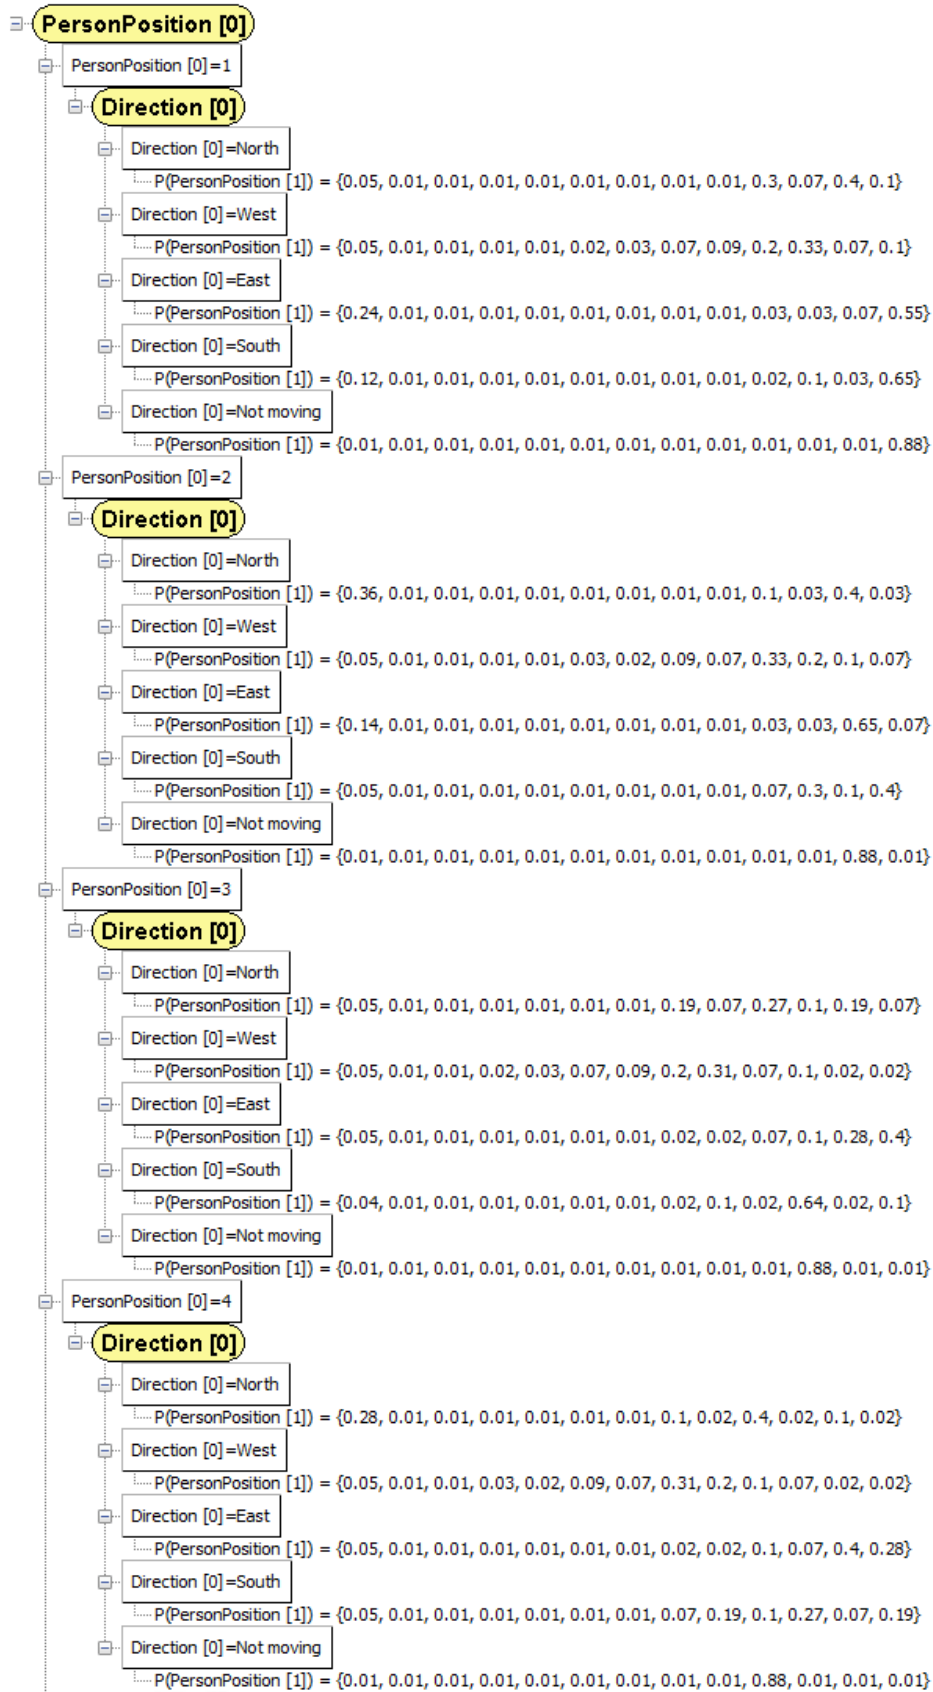 PersonPosition [0]
PersonPosition [0]=1
Direction [0]
Direction [0]=North
P(PersonPosition [1]) = {0.05, 0.01, 0.01, 0.01, 0.01, 0.01, 0.01, 0.01, 0.01, 0.3, 0.07, 0.4, 0.1}
Direction [0]=West
P(PersonPosition [1]) = {0.05, 0.01, 0.01, 0.01, 0.01, 0.02, 0.03, 0.07, 0.09, 0.2, 0.33, 0.07, 0.1}
Direction [0]=East
P(PersonPosition [1]) = {0.24, 0.01, 0.01, 0.01, 0.01, 0.01, 0.01, 0.01, 0.01, 0.03, 0.03, 0.07, 0.55}
Direction [0]=South
P(PersonPosition [1]) = {0.12, 0.01, 0.01, 0.01, 0.01, 0.01, 0.01, 0.01, 0.01, 0.02, 0.1, 0.03, 0.65}
Direction [0]=Not moving
P(PersonPosition [1]) = {0.01, 0.01, 0.01, 0.01, 0.01, 0.01, 0.01, 0.01, 0.01, 0.01, 0.01, 0.01, 0.88}
PersonPosition [0]=2
Direction [0]
Direction [0]=North
P(PersonPosition [1]) = {0.36, 0.01, 0.01, 0.01, 0.01, 0.01, 0.01, 0.01, 0.01, 0.1, 0.03, 0.4, 0.03}
Direction [0]=West
P(PersonPosition [1]) = {0.05, 0.01, 0.01, 0.01, 0.01, 0.03, 0.02, 0.09, 0.07, 0.33, 0.2, 0.1, 0.07}
Direction [0]=East
P(PersonPosition [1]) = {0.14, 0.01, 0.01, 0.01, 0.01, 0.01, 0.01, 0.01, 0.01, 0.03, 0.03, 0.65, 0.07}
Direction [0]=South
P(PersonPosition [1]) = {0.05, 0.01, 0.01, 0.01, 0.01, 0.01, 0.01, 0.01, 0.01, 0.07, 0.3, 0.1, 0.4}
Direction [0]=Not moving
P(PersonPosition [1]) = {0.01, 0.01, 0.01, 0.01, 0.01, 0.01, 0.01, 0.01, 0.01, 0.01, 0.01, 0.88, 0.01}
PersonPosition [0]=3
Direction [0]
Direction [0]=North
P(PersonPosition [1]) = {0.05, 0.01, 0.01, 0.01, 0.01, 0.01, 0.01, 0.19, 0.07, 0.27, 0.1, 0.19, 0.07}
Direction [0]=West
P(PersonPosition [1]) = {0.05, 0.01, 0.01, 0.02, 0.03, 0.07, 0.09, 0.2, 0.31, 0.07, 0.1, 0.02, 0.02}
Direction [0]=East
P(PersonPosition [1]) = {0.05, 0.01, 0.01, 0.01, 0.01, 0.01, 0.01, 0.02, 0.02, 0.07, 0.1, 0.28, 0.4}
Direction [0]=South
P(PersonPosition [1]) = {0.04, 0.01, 0.01, 0.01, 0.01, 0.01, 0.01, 0.02, 0.1, 0.02, 0.64, 0.02, 0.1}
Direction [0]=Not moving
P(PersonPosition [1]) = {0.01, 0.01, 0.01, 0.01, 0.01, 0.01, 0.01, 0.01, 0.01, 0.01, 0.88, 0.01, 0.01}
PersonPosition [0]=4
Direction [0]
Direction [0]=North
P(PersonPosition [1]) = {0.28, 0.01, 0.01, 0.01, 0.01, 0.01, 0.01, 0.1, 0.02, 0.4, 0.02, 0.1, 0.02}
Direction [0]=West
P(PersonPosition [1]) = {0.05, 0.01, 0.01, 0.03, 0.02, 0.09, 0.07, 0.31, 0.2, 0.1, 0.07, 0.02, 0.02}
Direction [0]=East
P(PersonPosition [1]) = {0.05, 0.01, 0.01, 0.01, 0.01, 0.01, 0.01, 0.02, 0.02, 0.1, 0.07, 0.4, 0.28}
Direction [0]=South
P(PersonPosition [1]) = {0.05, 0.01, 0.01, 0.01, 0.01, 0.01, 0.01, 0.07, 0.19, 0.1, 0.27, 0.07, 0.19}
Direction [0]=Not moving
P(PersonPosition [1]) = {0.01, 0.01, 0.01, 0.01, 0.01, 0.01, 0.01, 0.01, 0.01, 0.88, 0.01, 0.01, 0.01}